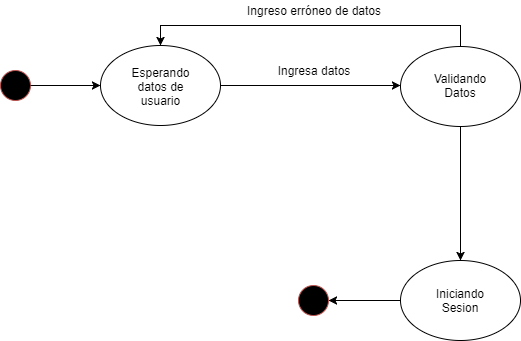 Ingreso erróneo de datos
Esperando
datos de
usuario
Ingresa datos
Validando
Datos
Iniciando
Sesion